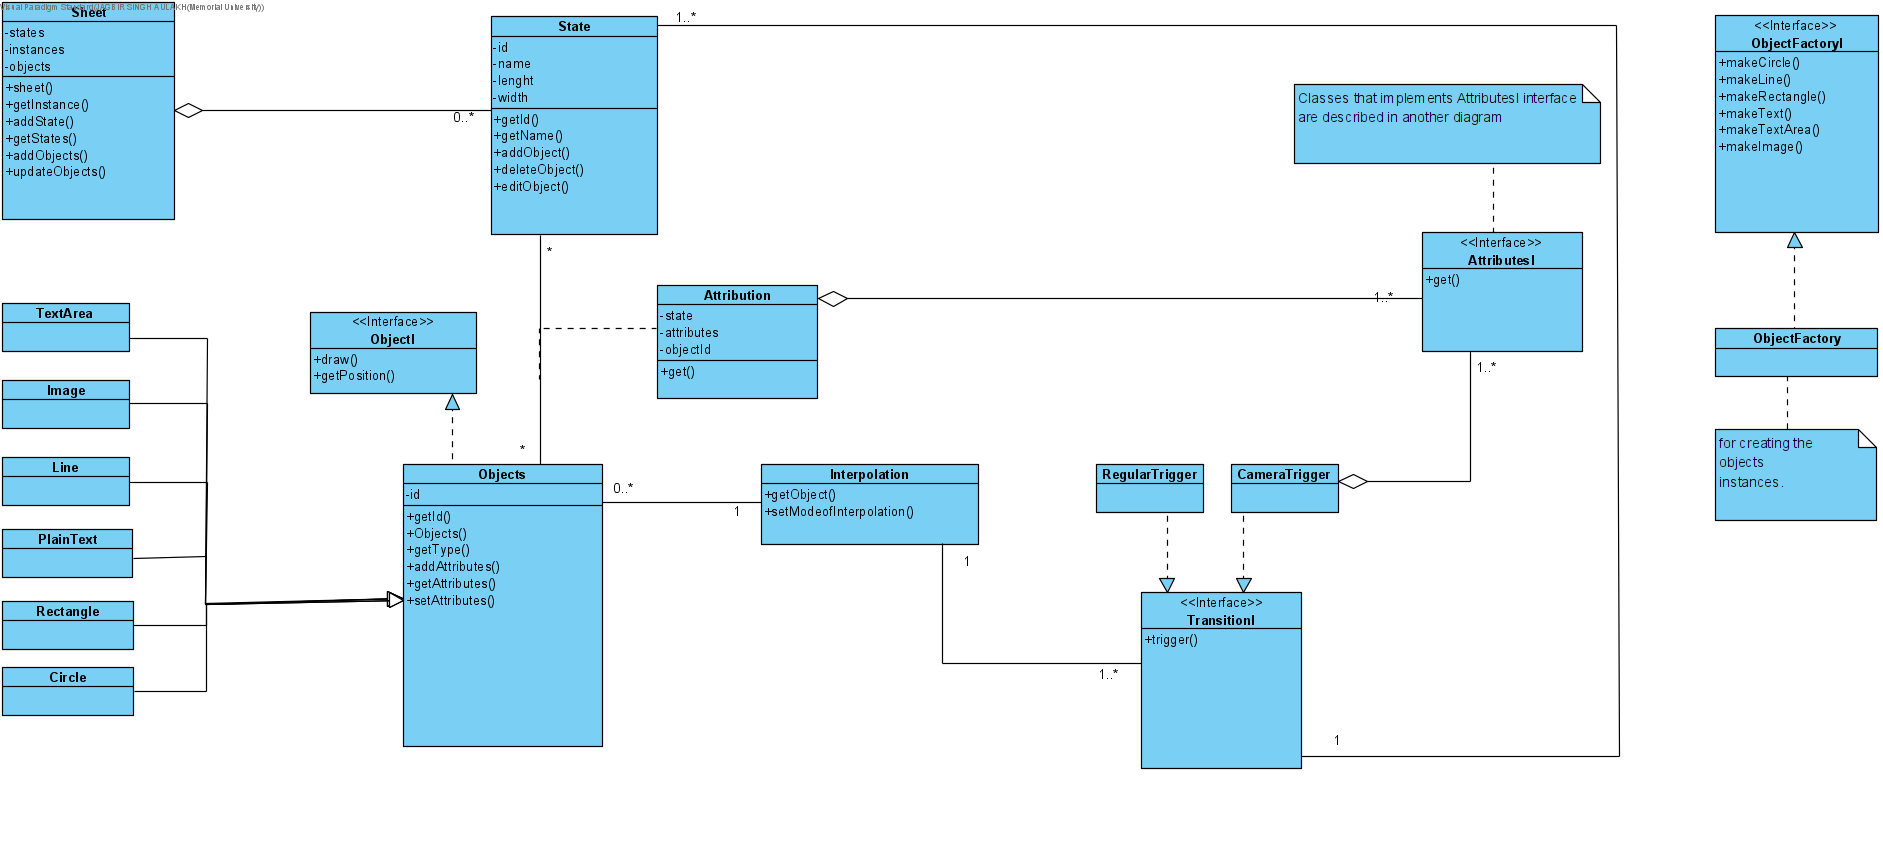 Visual Paradigm Standard(JAGBIR SINGH AULAKH(Memorial University))
Sheet
-states
-instances
-objects
+sheet()
+getInstance()
+addState()
+getStates()
+addObjects()
+updateObjects()
0..*
State
-id
-name
-lenght
-width
+getId()
+getName()
+addObject()
+deleteObject()
+editObject()
1..*
*
Classes that implements AttributesI interface
are described in another diagram
<<Interface>>
ObjectFactoryI
+makeCircle()
+makeLine()
+makeRectangle()
+makeText()
+makeTextArea()
+makeImage()
<<Interface>>
AttributesI
+get()
1..*
1..*
Attribution
-state
-attributes
-objectId
+get()
TextArea
Image
Line
PlainText
Rectangle
Circle
<<Interface>>
ObjectI
+draw()
+getPosition()
*
Objects
-id
+getId()
+Objects()
+getType()
+addAttributes()
+getAttributes()
+setAttributes()
0..*
1
Interpolation
+getObject()
+setModeofInterpolation()
1
1..*
RegularTrigger
CameraTrigger
<<Interface>>
TransitionI
+trigger()
1
ObjectFactory
for creating the
objects
instances.